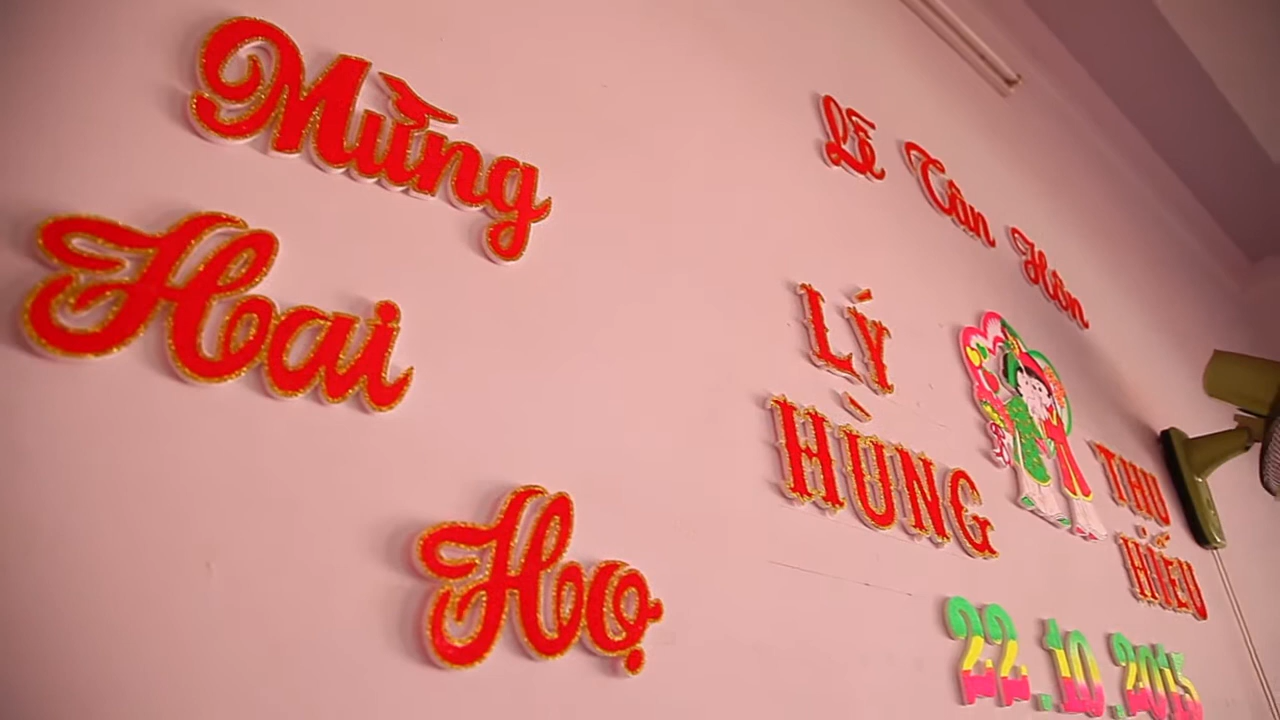 Mừng
Hai
Họ
Lễ Tân Hôn
LÝ
HÙNG
THU
HIẾU
22.10.2015